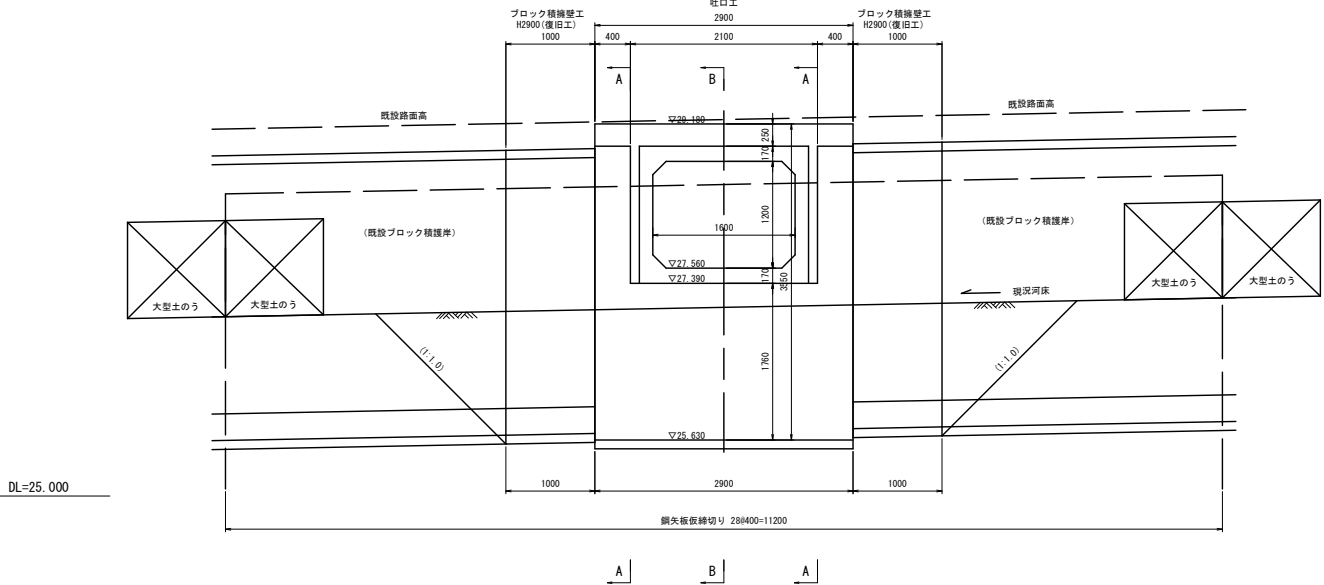 吐口工
ブロック積擁壁工
H2900(復旧工)
2900
ブロック積擁壁工
H2900(復旧工)
1000
400
2100
400
1000
A
B
A
既設路面高
既設路面高
▽29.180
250
170
(既設ブロック積護岸)
1200
1600
(既設ブロック積護岸)
▽27.560
▽27.390
170
3550
大型土のう
大型土のう
現況河床
大型土のう
大型土のう
(1:1.0)
1760
(1:1.0)
▽25.630
DL=25.000
1000
2900
1000
鋼矢板仮締切り 28@400=11200
A
B
A